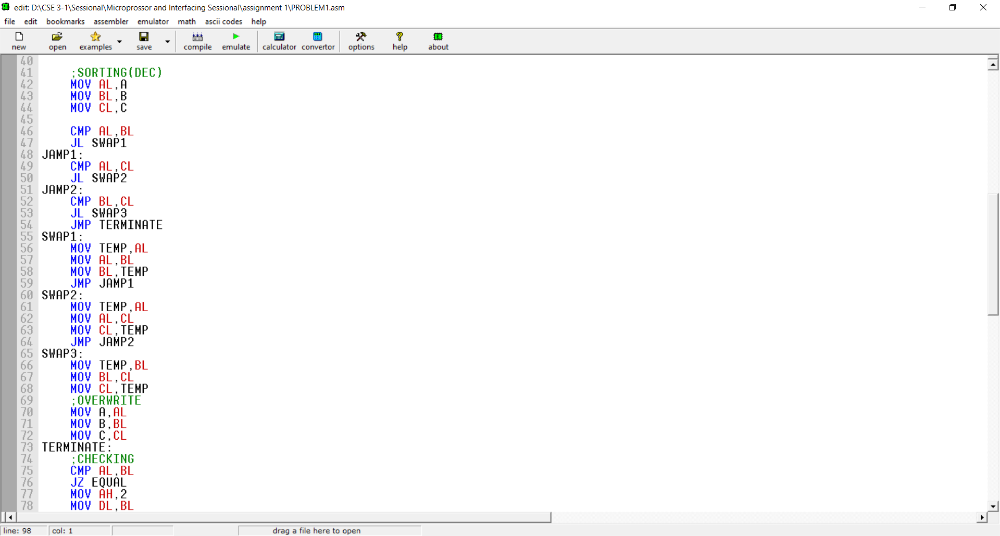 edit: D:\CSE 3-1\Sessional\Microprossor and Interfacing Sessional\assignment 1\PROBLEM1.asm
file edit bookmarks assembler emulator math ascii codes help
new open examples save compile emulate calculator convertor options help about
40
41 ;SORTING(DEC)
42 MOV AL,A
43 MOV BL,B
44 MOV CL,C
45
46 CMP AL,BL
47 JL SWAP1
48 JAMP1:
49 CMP AL,CL
50 JL SWAP2
51 JAMP2:
52 CMP BL,CL
53 JL SWAP3
54 JMP TERMINATE
55 SWAP1:
56 MOV TEMP,AL
57 MOV AL,BL
58 MOV BL,TEMP
59 JMP JAMP1
60 SWAP2:
61 MOV TEMP,AL
62 MOV AL,CL
63 MOV CL,TEMP
64 JMP JAMP2
65 SWAP3:
66 MOV TEMP,BL
67 MOV BL,CL
68 MOV CL,TEMP
69 ;OVERWRITE
70 MOV A,AL
71 MOV B,BL
72 MOV C,CL
73 TERMINATE:
74 ;CHECKING
75 CMP AL,BL
76 JZ EQUAL
77 MOV AH,2
78 MOV DL,BL
line: 98 col: 1 drag a file here to open